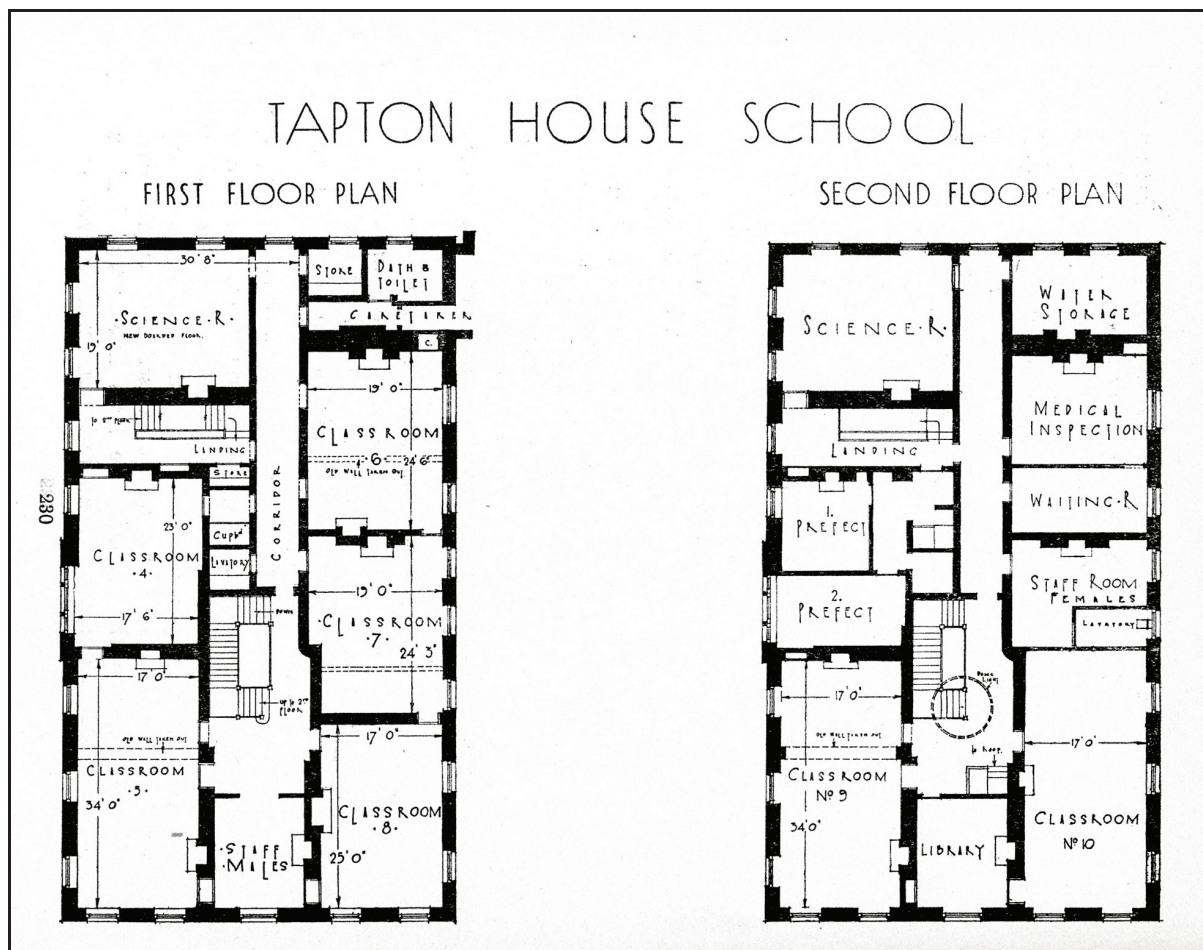 TAPTON HOUSE SCHOOL
FIRST FLOOR PLAN
30' 8"
STORE
BATH &
TOILET
CARETAKER
·SCIENCE·R·
NEW BOARDED FLOOR.
19' 0"
C.
19' 0"
CLASSROOM
·6·
24' 6"
OLD WALL TAKEN OUT
LANDING
STORE
CORRIDOR
23' 0"
CUPBD
LAVATORY
CLASSROOM
·4·
17' 6"
DOWN
19' 0"
·CLASSROOM·
·7·
24' 3"
17' 0"
UP TO 2ND
FLOOR
OLD WALL TAKEN OUT
CLASSROOM
·5·
34' 0"
17' 0"
CLASSROOM
·8·
25' 0"
·STAFF·
MALES
230
SECOND FLOOR PLAN
SCIENCE·R·
WATER
STORAGE
MEDICAL
INSPECTION
LANDING
WAITING·R·
1.
PREFECT
2.
PREFECT
STAFF ROOM
FEMALES
LAVATORY
DOME
LIGHT
17' 0"
OLD WALL TAKEN OUT
CLASSROOM
No 9
34' 0"
TO ROOF.
17' 0"
CLASSROOM
No 10
LIBRARY